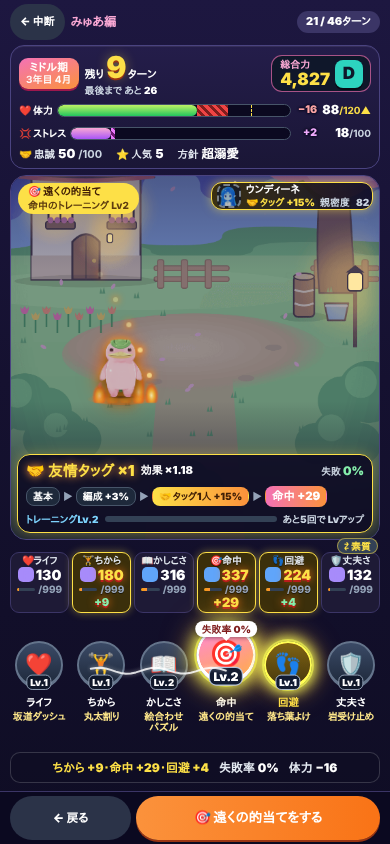 ← 中断 みゅあ編 21 / 46ターン
ミドル期
3年目 4月
残り9ターン
最後まで あと 26
総合力
4,827 D
❤️ 体力 −16 88/120▲
💢 ストレス +2 18/100
🤝 忠誠 50 /100 ⭐ 人気 5 方針 超溺愛
🎯 遠くの的当て
命中のトレーニング Lv2
ウンディーネ
🤝 タッグ +15% 親密度 82
🤝 友情タッグ ×1 効果 ×1.18 失敗 0%
基本 ▶ 編成 +3% ▶ 🤝 タッグ1人 +15% ▶ 命中 +29
トレーニングLv.2 あと5回でLvアップ
素質
❤️ライフ 🏋️ちから 📖かしこさ 🎯命中 👣回避 🛡️丈夫さ
130 180 316 337 224 132
/999 /999 /999 /999 /999 /999
+9 +29 +4
失敗率 0%
Lv.1 Lv.1 Lv.2 Lv.2 Lv.1 Lv.1
ライフ ちから かしこさ 命中 回避 丈夫さ
坂道ダッシュ 丸太割り 絵合わせパズル 遠くの的当て 落ち葉よけ 岩受け止め
ちから +9・命中 +29・回避 +4 失敗率 0% 体力 −16
← 戻る 🎯 遠くの的当てをする